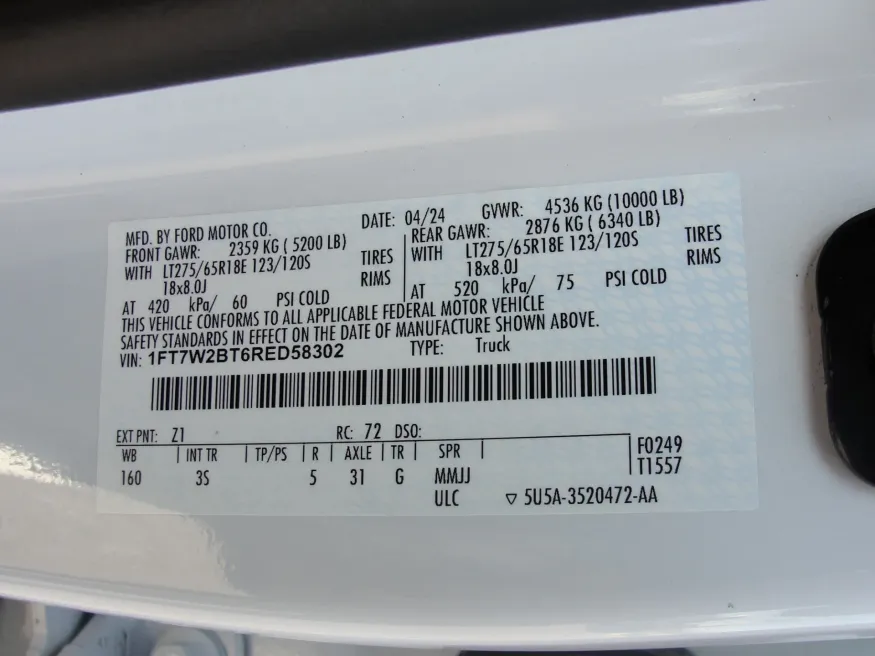 MFD. BY FORD MOTOR CO. DATE: 04/24 GVWR: 4536 KG (10000 LB)
FRONT GAWR: 2359 KG ( 5200 LB) REAR GAWR: 2876 KG ( 6340 LB)
WITH LT275/65R18E 123/120S TIRES WITH LT275/65R18E 123/120S TIRES
18x8.0J RIMS 18x8.0J RIMS
AT 420 kPa/ 60 PSI COLD AT 520 kPa/ 75 PSI COLD
THIS VEHICLE CONFORMS TO ALL APPLICABLE FEDERAL MOTOR VEHICLE
SAFETY STANDARDS IN EFFECT ON THE DATE OF MANUFACTURE SHOWN ABOVE.
VIN: 1FT7W2BT6RED58302 TYPE: Truck
EXT PNT: Z1 RC: 72 DSO:
WB INT TR TP/PS R AXLE TR SPR F0249
160 3S 5 31 G MMJJ T1557
ULC ▽ 5U5A-3520472-AA